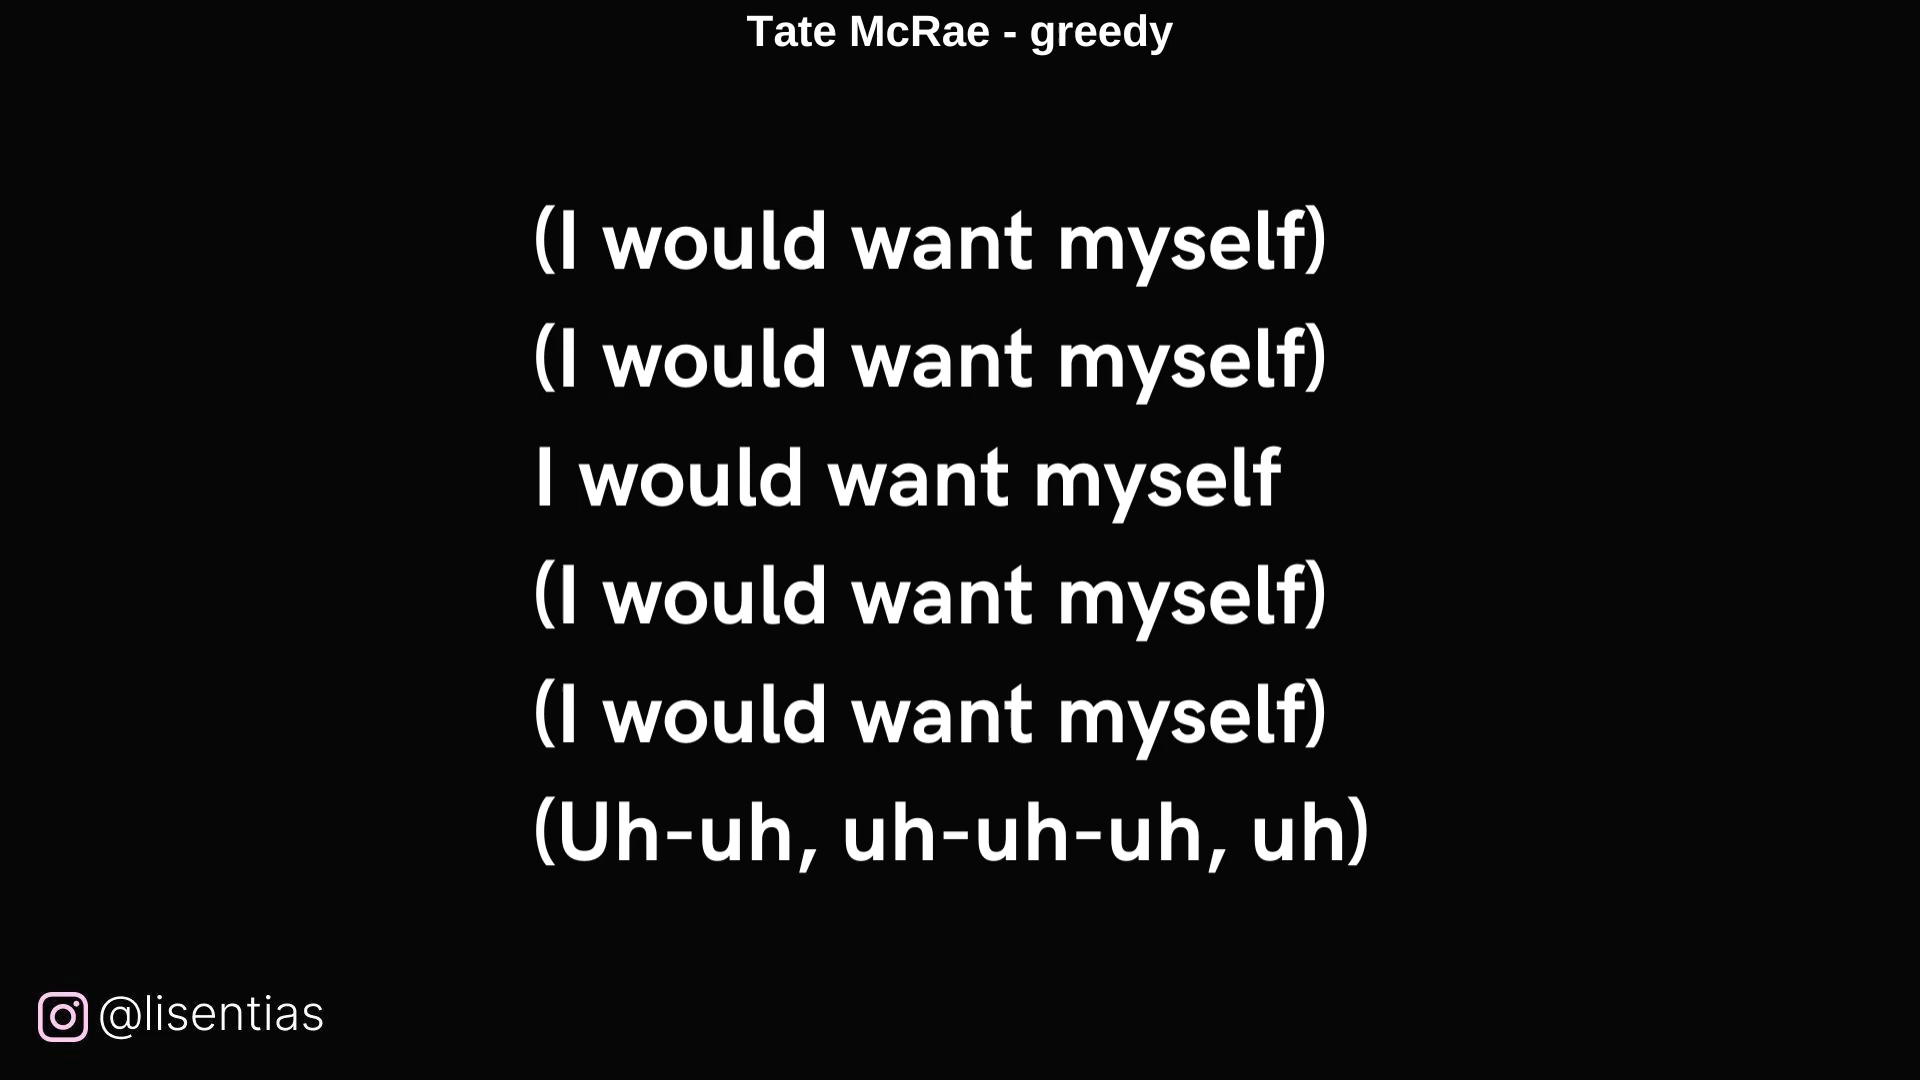 Tate McRae - greedy
(I would want myself)
(I would want myself)
I would want myself
(I would want myself)
(I would want myself)
(Uh-uh, uh-uh-uh, uh)
@lisentias